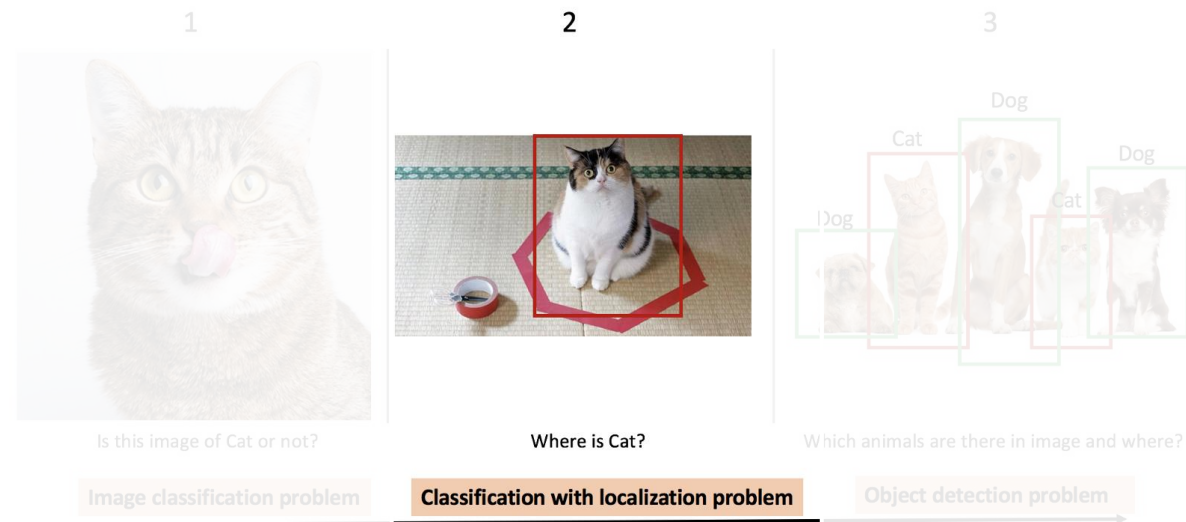 1
2
3
Dog
Cat
Dog
Cat
Dog
Is this image of Cat or not?
Where is Cat?
Which animals are there in image and where?
Image classification problem
Classification with localization problem
Object detection problem